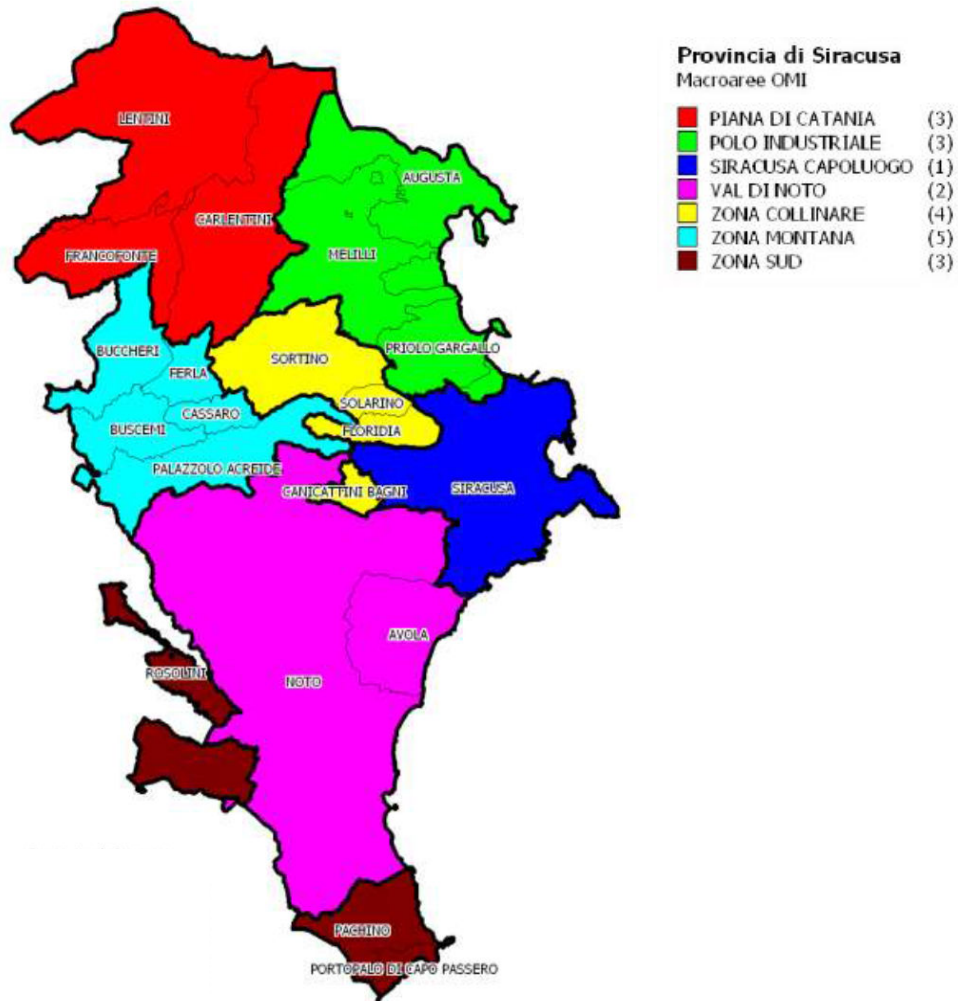 Provincia di Siracusa
Macroaree OMI
PIANA DI CATANIA (3)
POLO INDUSTRIALE (3)
SIRACUSA CAPOLUOGO (1)
VAL DI NOTO (2)
ZONA COLLINARE (4)
ZONA MONTANA (5)
ZONA SUD (3)
LENTINI
AUGUSTA
CARLENTINI
FRANCOFONTE
MELILLI
BUCCHERI
PRIOLO GARGALLO
SORTINO
FERLA
SOLARINO
CASSARO
BUSCEMI
FLORIDIA
PALAZZOLO ACREIDE
CANICATTINI BAGNI
SIRACUSA
AVOLA
ROSOLINI
NOTO
PACHINO
PORTOPALO DI CAPO PASSERO